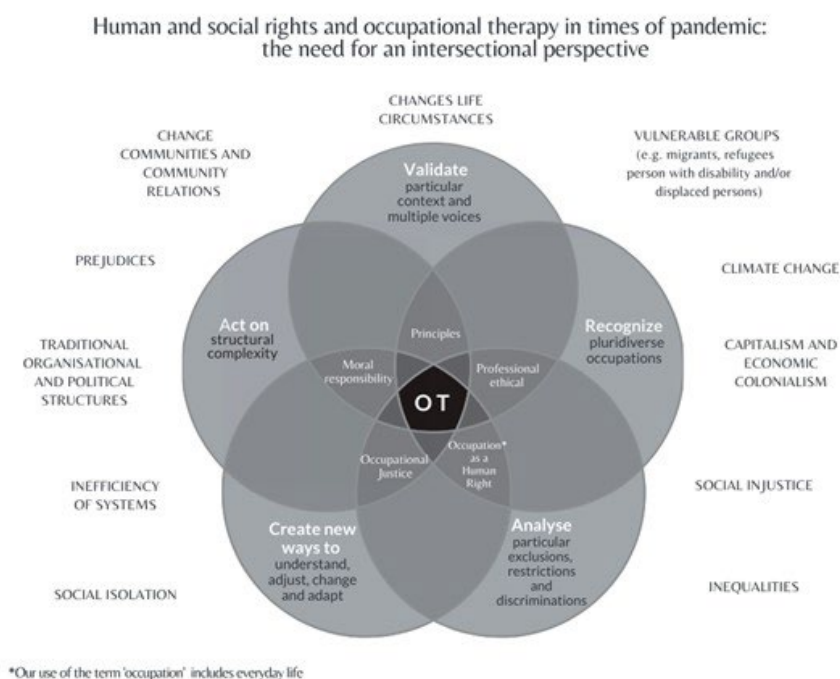 Human and social rights and occupational therapy in times of pandemic:
the need for an intersectional perspective
CHANGES LIFE
CIRCUMSTANCES
CHANGE
COMMUNITIES AND
COMMUNITY
RELATIONS
VULNERABLE GROUPS
(e.g. migrants, refugees
person with disability and/or
displaced persons)
Validate
particular
context and
multiple voices
PREJUDICES
CLIMATE CHANGE
Act on
structural
complexity
Recognize
pluridiverse
occupations
Principles
TRADITIONAL
ORGANISATIONAL
AND POLITICAL
STRUCTURES
CAPITALISM AND
ECONOMIC
COLONIALISM
Moral
responsibility
Professional
ethical
OT
Occupational
Justice
Occupation*
as a
Human
Right
INEFFICIENCY
OF SYSTEMS
SOCIAL INJUSTICE
Create new
ways to
understand,
adjust, change
and adapt
Analyse
particular
exclusions,
restrictions
and
discriminations
SOCIAL ISOLATION
INEQUALITIES
*Our use of the term 'occupation' includes everyday life